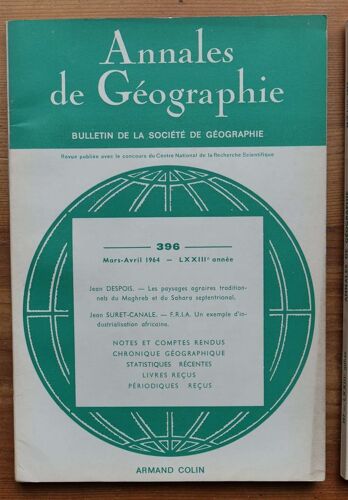 Annales
de Géographie
BULLETIN DE LA SOCIÉTÉ DE GÉOGRAPHIE
Revue publiée avec le concours du Centre National de la Recherche Scientifique
396
Mars-Avril 1964 — LXXIIIe année
Jean DESPOIS. — Les paysages agraires tradition-
nels du Maghreb et du Sahara septentrional.
Jean SURET-CANALE. — F.R.I.A. Un exemple d'in-
dustrialisation africaine.
NOTES ET COMPTES RENDUS
CHRONIQUE GÉOGRAPHIQUE
STATISTIQUES RÉCENTES
LIVRES REÇUS
PÉRIODIQUES REÇUS
ARMAND COLIN